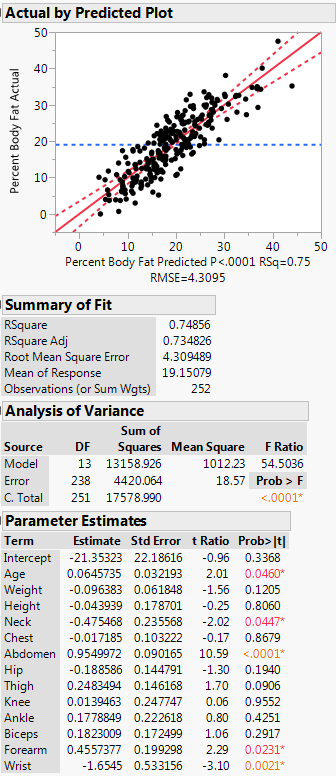 Actual by Predicted Plot
50
40
30
20
10
0
Percent Body Fat Actual
0 10 20 30 40 50
Percent Body Fat Predicted P<.0001 RSq=0.75
RMSE=4.3095
Summary of Fit
RSquare 0.74856
RSquare Adj 0.734826
Root Mean Square Error 4.309489
Mean of Response 19.15079
Observations (or Sum Wgts) 252
Analysis of Variance
Sum of
Source DF Squares Mean Square F Ratio
Model 13 13158.926 1012.23 54.5036
Error 238 4420.064 18.57 Prob > F
C. Total 251 17578.990 <.0001*
Parameter Estimates
Term Estimate Std Error t Ratio Prob>|t|
Intercept -21.35323 22.18616 -0.96 0.3368
Age 0.0645735 0.032193 2.01 0.0460*
Weight -0.096383 0.061848 -1.56 0.1205
Height -0.043939 0.178701 -0.25 0.8060
Neck -0.475468 0.235568 -2.02 0.0447*
Chest -0.017185 0.103222 -0.17 0.8679
Abdomen 0.9549972 0.090165 10.59 <.0001*
Hip -0.188586 0.144791 -1.30 0.1940
Thigh 0.2483494 0.146168 1.70 0.0906
Knee 0.0139463 0.247747 0.06 0.9552
Ankle 0.1778849 0.222618 0.80 0.4251
Biceps 0.1823009 0.172499 1.06 0.2917
Forearm 0.4557377 0.199298 2.29 0.0231*
Wrist -1.6545 0.533156 -3.10 0.0021*